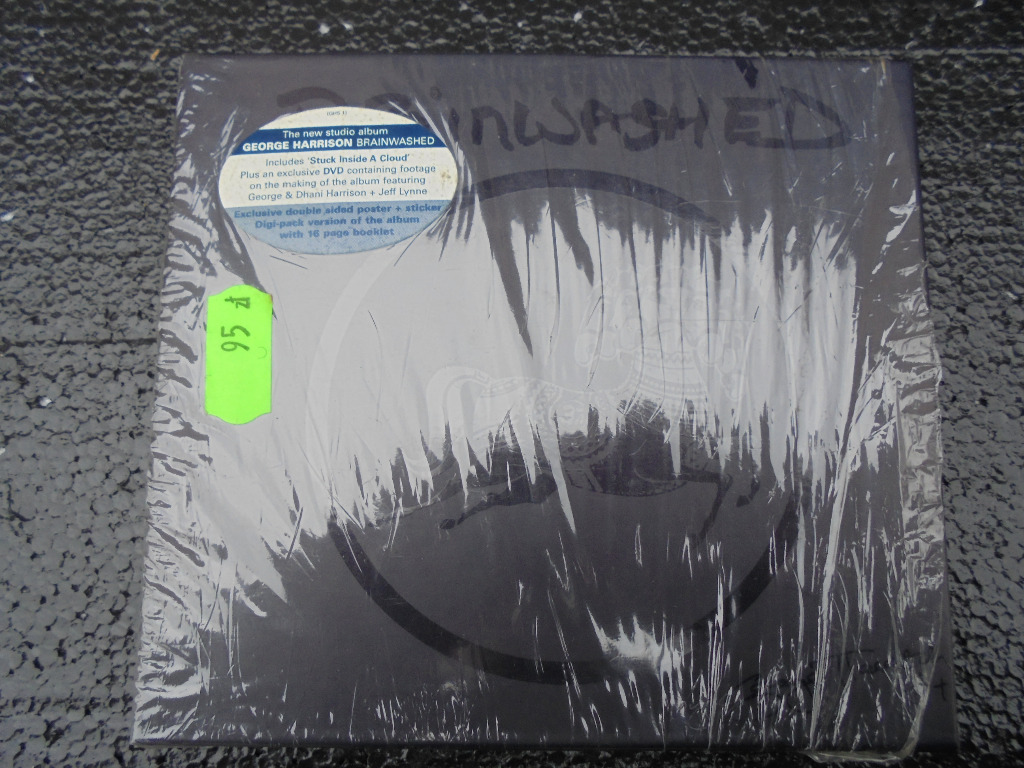 BRAINWASHED
The new studio album
GEORGE HARRISON BRAINWASHED
Includes 'Stuck Inside A Cloud'
Plus an exclusive DVD containing footage
on the making of the album featuring
George & Dhani Harrison + Jeff Lynne
Exclusive double sided poster + sticker
Digi-pack version of the album
with 16 page booklet
95 zł